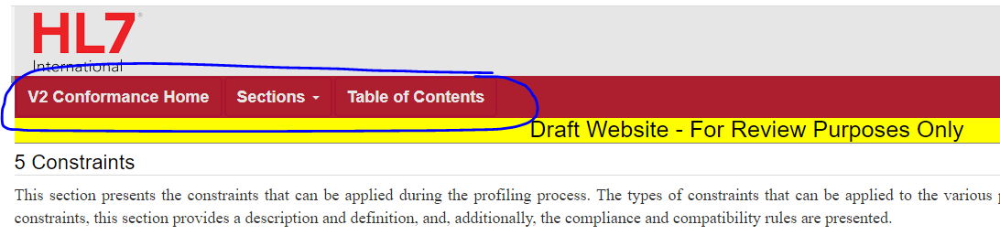 HL7®
International
V2 Conformance Home Sections Table of Contents
Draft Website - For Review Purposes Only
5 Constraints
This section presents the constraints that can be applied during the profiling process. The types of constraints that can be applied to the various
constraints, this section provides a description and definition, and, additionally, the compliance and compatibility rules are presented.